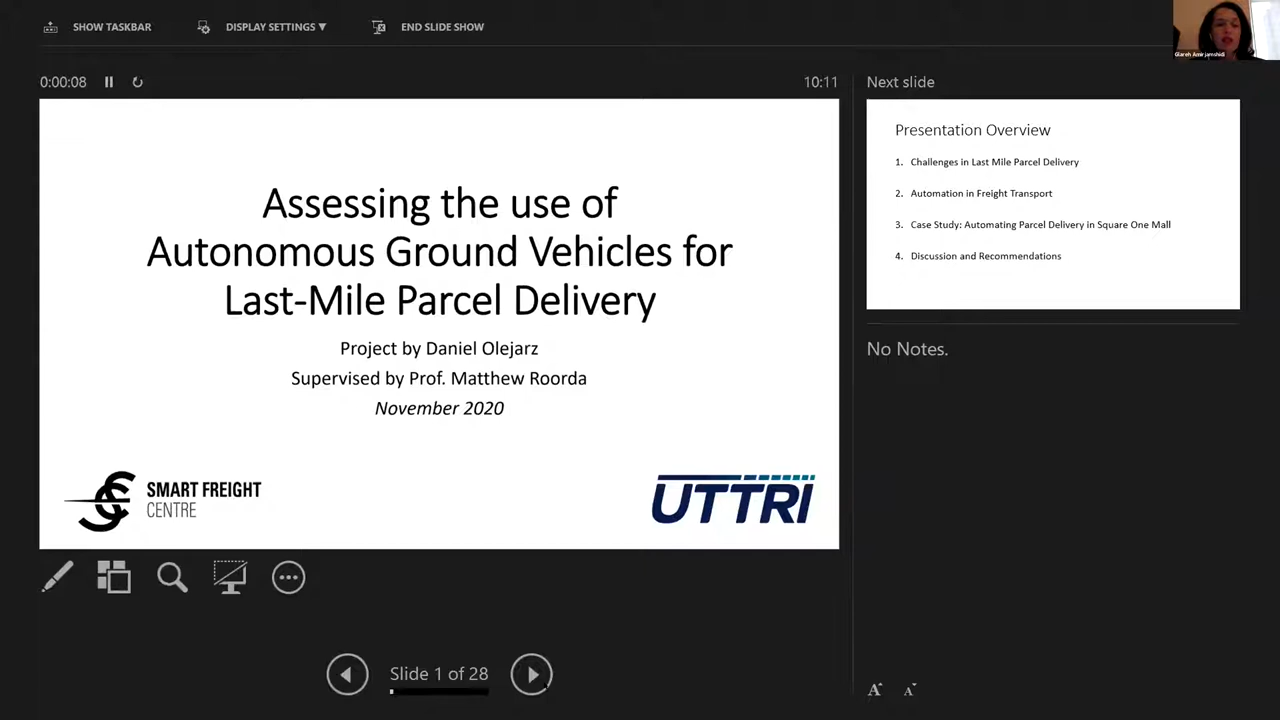 SHOW TASKBAR
DISPLAY SETTINGS ▼
END SLIDE SHOW
Glareh Amirjamshidi
0:00:08
10:11
Next slide
Assessing the use of
Autonomous Ground Vehicles for
Last-Mile Parcel Delivery
Project by Daniel Olejarz
Supervised by Prof. Matthew Roorda
November 2020
SMART FREIGHT
CENTRE
UTTRI
Presentation Overview
1. Challenges in Last Mile Parcel Delivery
2. Automation in Freight Transport
3. Case Study: Automating Parcel Delivery in Square One Mall
4. Discussion and Recommendations
No Notes.
Slide 1 of 28
A A